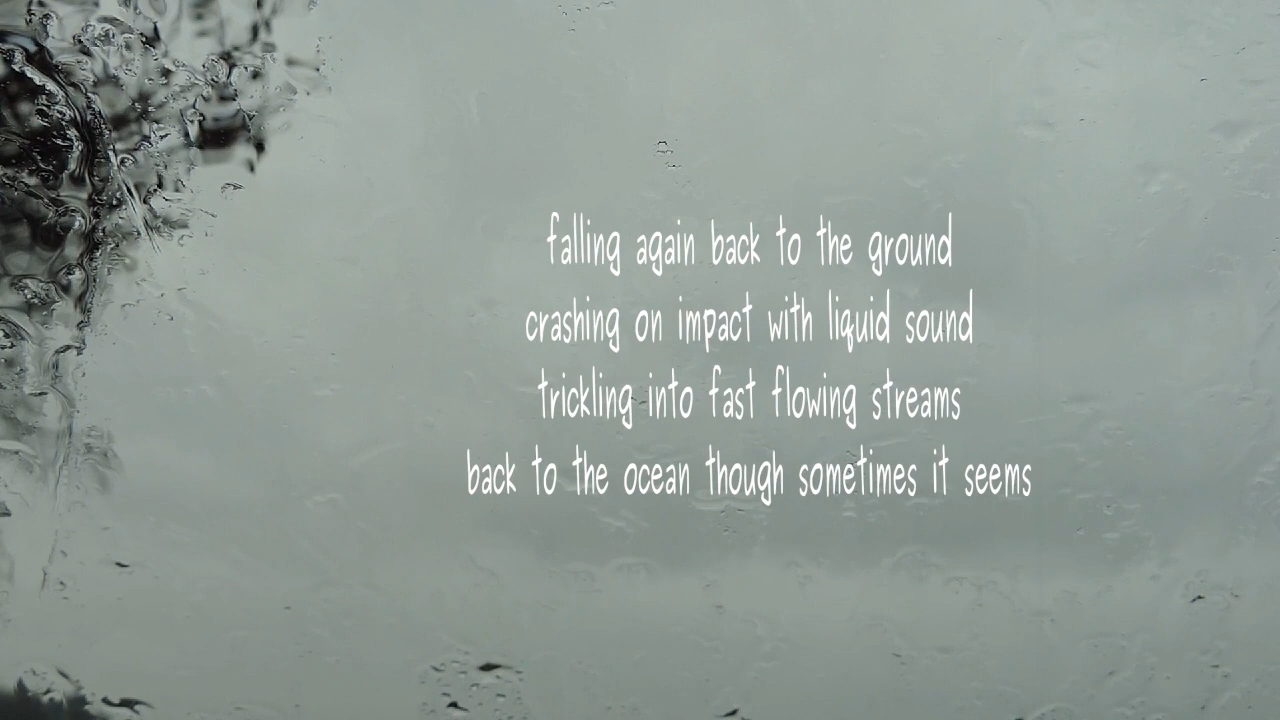 falling again back to the ground
crashing on impact with liquid sound
trickling into fast flowing streams
back to the ocean though sometimes it seems